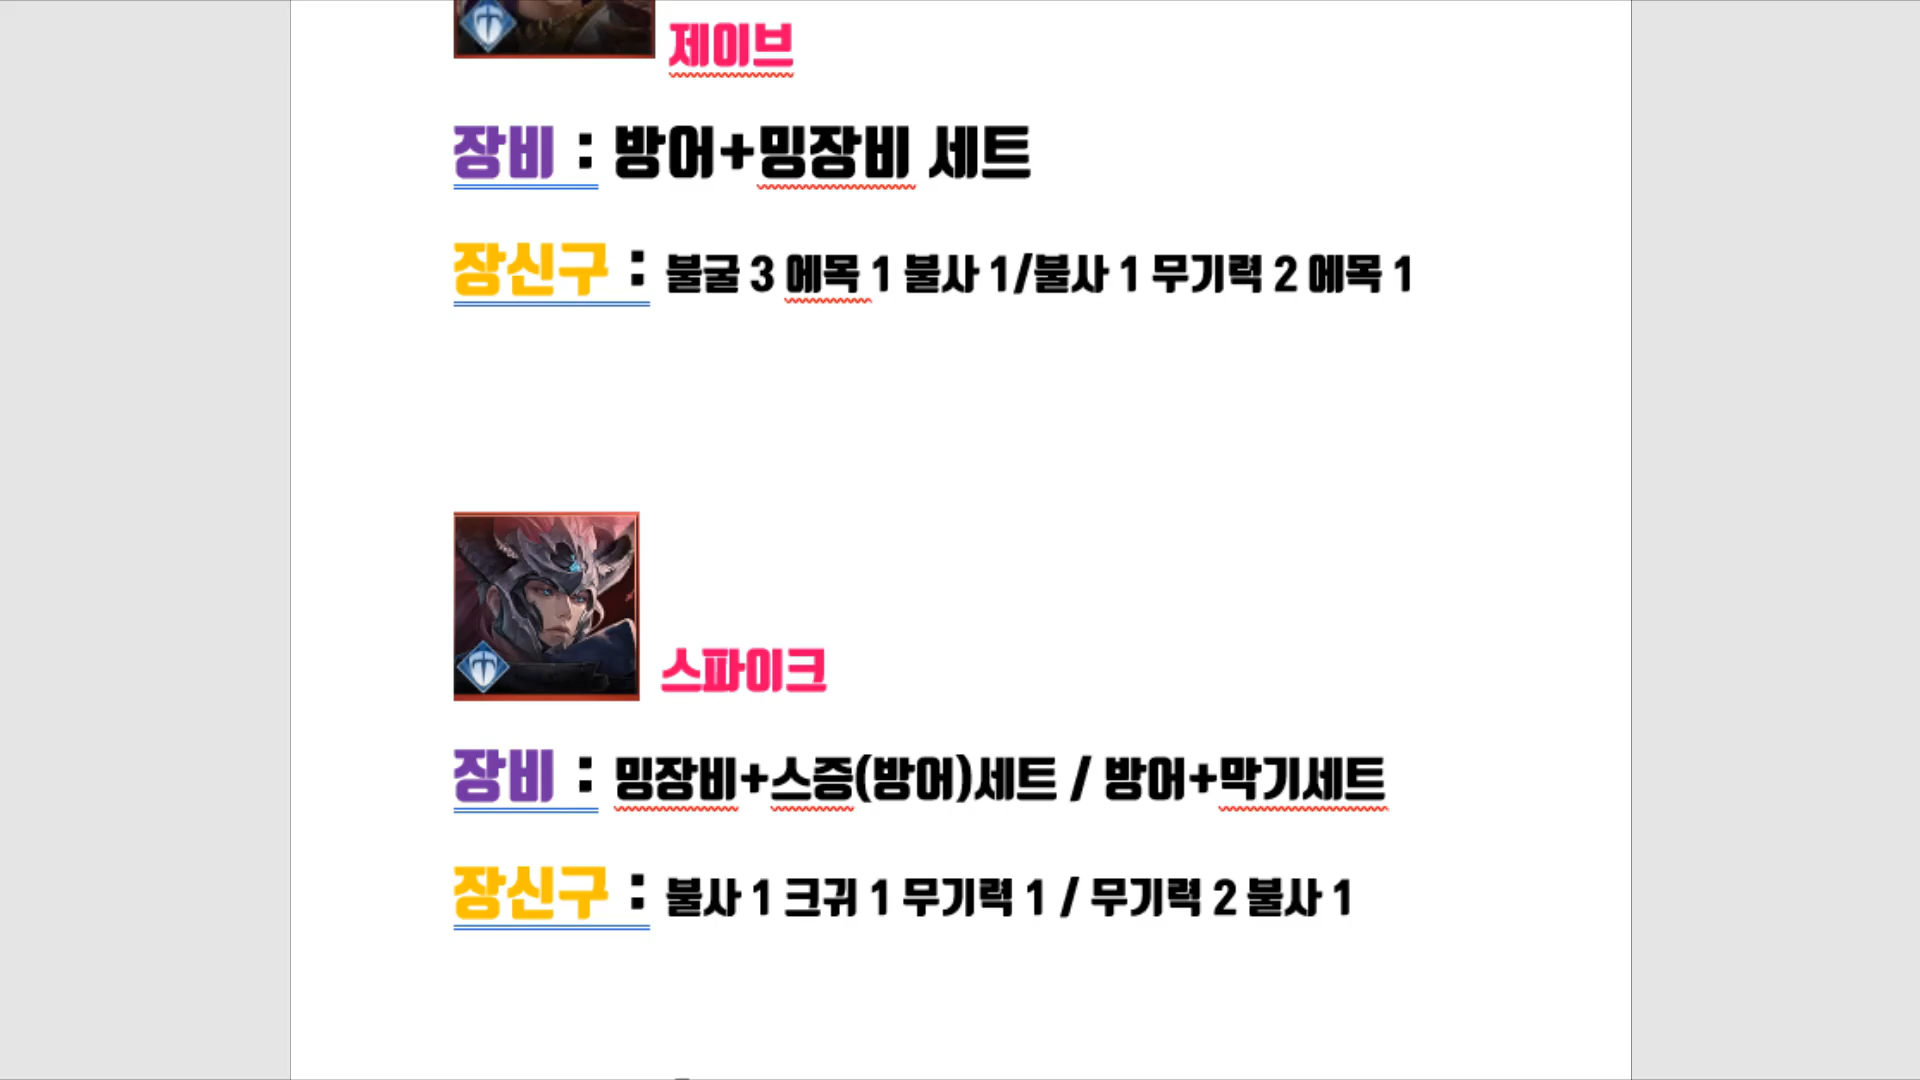 제이브
장비 : 방어+밍장비 세트
장신구 : 불굴 3 에목 1 불사 1/불사 1 무기력 2 에목 1
스파이크
장비 : 밍장비+스증(방어)세트 / 방어+막기세트
장신구 : 불사 1 크귀 1 무기력 1 / 무기력 2 불사 1